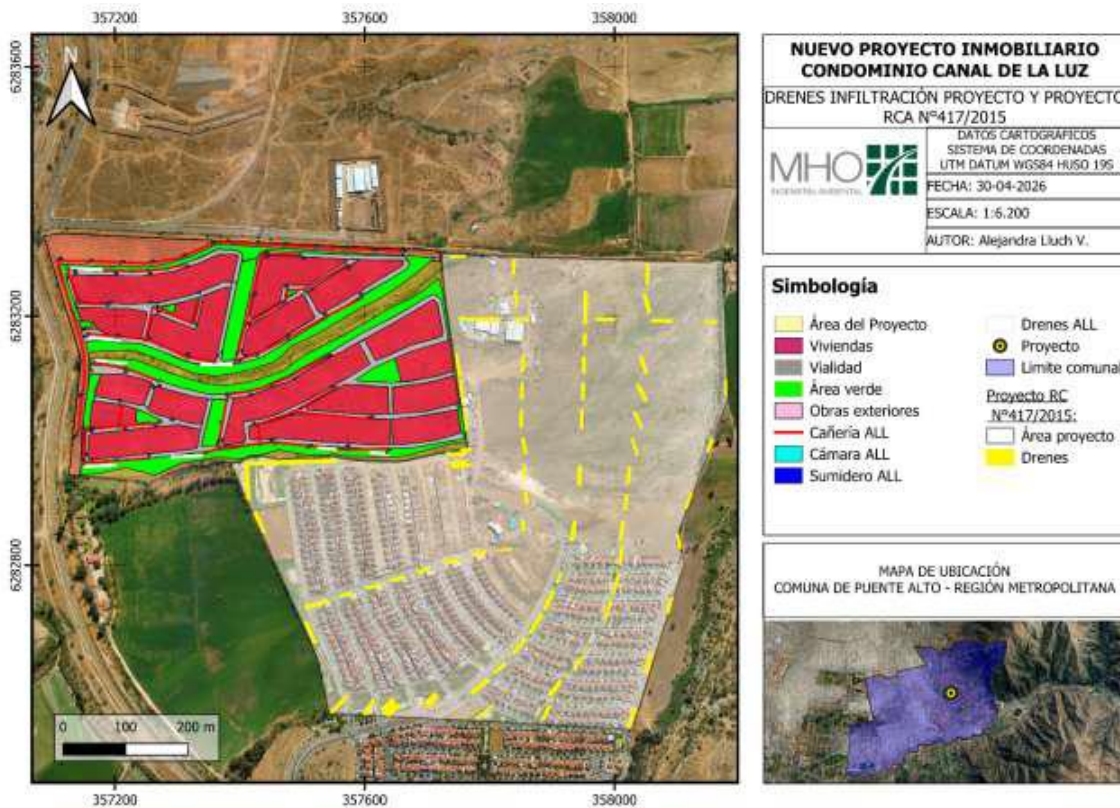 357200 357600 358000
6283600
6283200
6282800
N
0 100 200 m
357200 357600 358000
NUEVO PROYECTO INMOBILIARIO
CONDOMINIO CANAL DE LA LUZ
DRENES INFILTRACIÓN PROYECTO Y PROYECTO
RCA N°417/2015
MHO
INGENIERÍA AMBIENTAL
DATOS CARTOGRÁFICOS
SISTEMA DE COORDENADAS
UTM DATUM WGS84 HUSO 19S
FECHA: 30-04-2026
ESCALA: 1:6.200
AUTOR: Alejandra Lluch V.
Simbología
Área del Proyecto
Viviendas
Vialidad
Área verde
Obras exteriores
Cañería ALL
Cámara ALL
Sumidero ALL
Drenes ALL
Proyecto
Limite comunal
Proyecto RC
N°417/2015:
Área proyecto
Drenes
MAPA DE UBICACIÓN
COMUNA DE PUENTE ALTO - REGIÓN METROPOLITANA